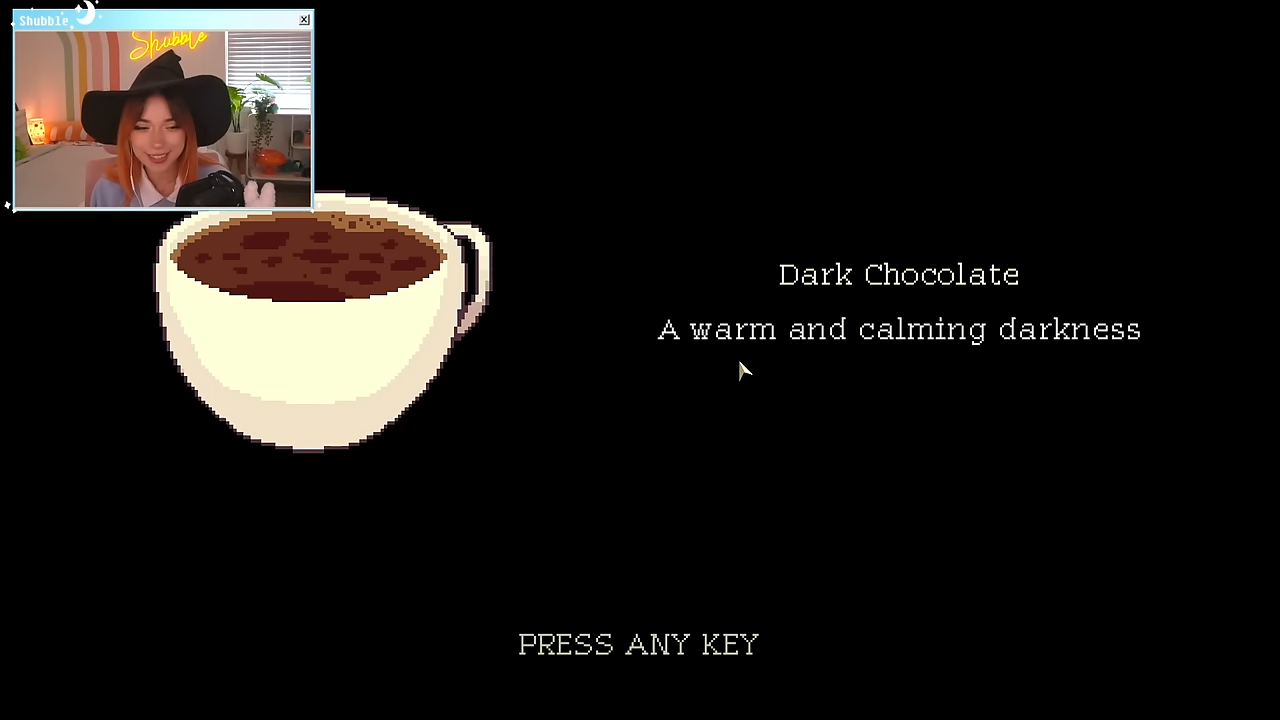 Shubble
Shubble
Dark Chocolate
A warm and calming darkness
PRESS ANY KEY